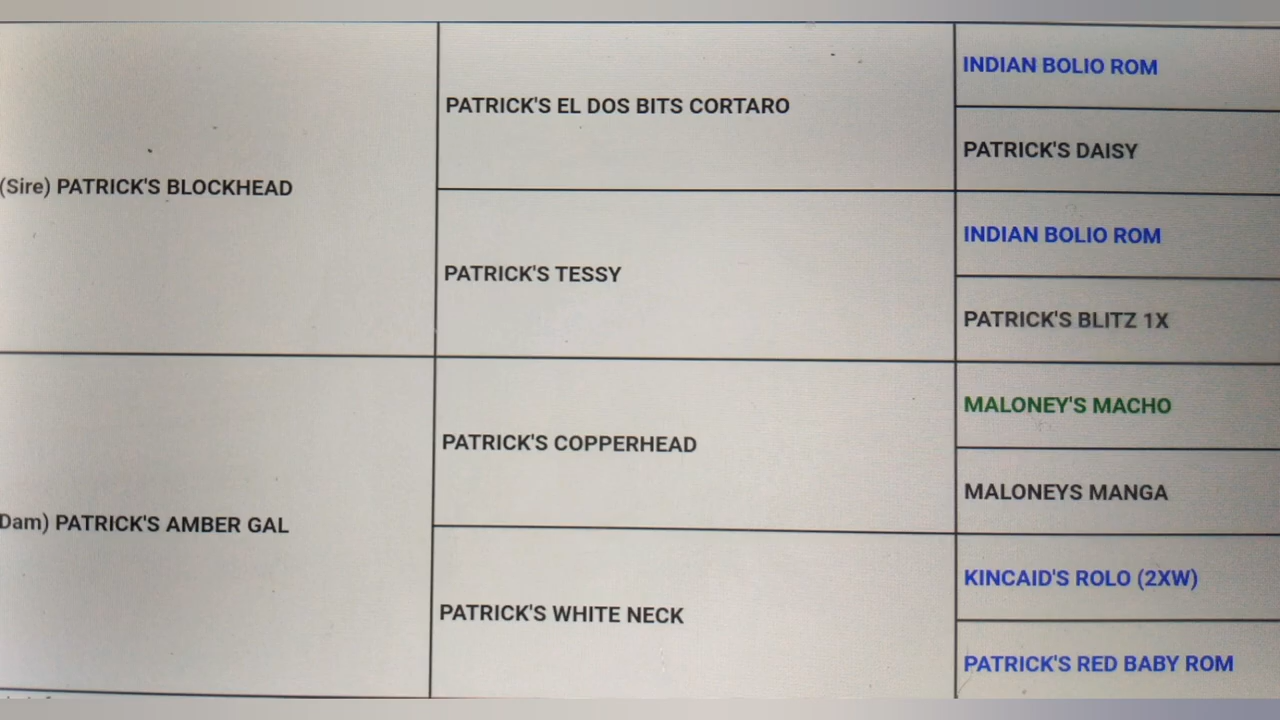 INDIAN BOLIO ROM
PATRICK'S EL DOS BITS CORTARO
PATRICK'S DAISY
(Sire) PATRICK'S BLOCKHEAD
INDIAN BOLIO ROM
PATRICK'S TESSY
PATRICK'S BLITZ 1X
MALONEY'S MACHO
PATRICK'S COPPERHEAD
MALONEYS MANGA
Dam) PATRICK'S AMBER GAL
KINCAID'S ROLO (2XW)
PATRICK'S WHITE NECK
PATRICK'S RED BABY ROM